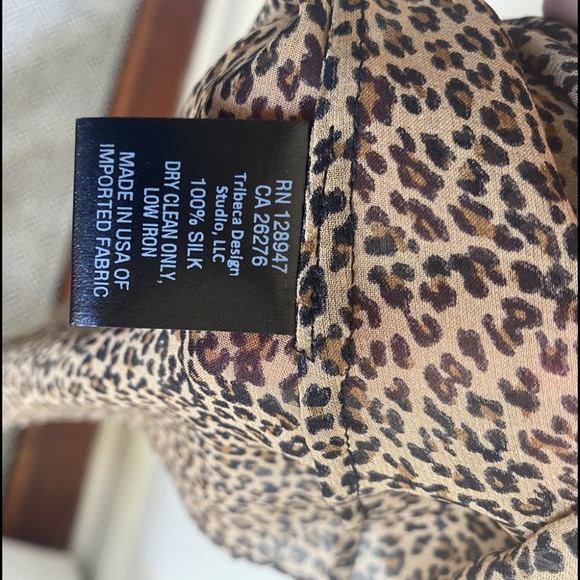 RN 128947
CA 26276
Tribeca Design
Studio, LLC
100% SILK
DRY CLEAN ONLY,
LOW IRON
MADE IN USA OF
IMPORTED FABRIC